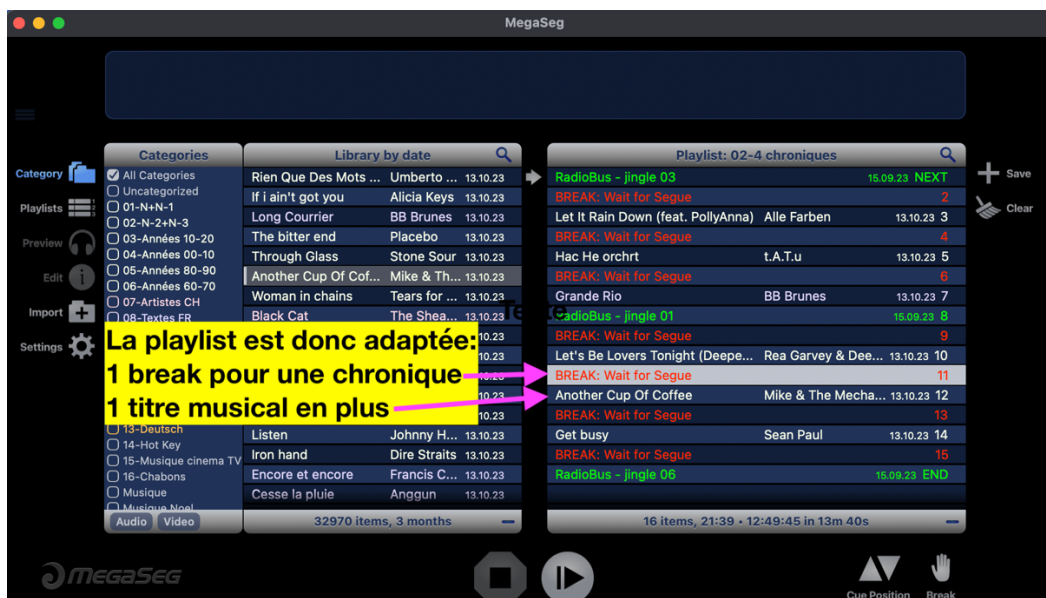 MegaSeg
Categories
Library by date
Playlist: 02-4 chroniques
Category
Playlists
Preview
Edit
Import
Settings
All Categories
Uncategorized
01-N+N-1
02-N-2+N-3
03-Années 10-20
04-Années 00-10
05-Années 80-90
06-Années 60-70
07-Artistes CH
08-Textes FR
13-Deutsch
14-Hot Key
15-Musique cinema TV
16-Chabons
Musique
Musique Noel
Audio Video
Rien Que Des Mots ... Umberto ... 13.10.23
If i ain't got you Alicia Keys 13.10.23
Long Courrier BB Brunes 13.10.23
The bitter end Placebo 13.10.23
Through Glass Stone Sour 13.10.23
Another Cup Of Cof... Mike & Th... 13.10.23
Woman in chains Tears for ... 13.10.23
Black Cat The Shea... 13.10.23
Listen Johnny H... 13.10.23
Iron hand Dire Straits 13.10.23
Encore et encore Francis C... 13.10.23
Cesse la pluie Anggun 13.10.23
32970 items, 3 months
La playlist est donc adaptée:
1 break pour une chronique
1 titre musical en plus
Texte
RadioBus - jingle 03 15.09.23 NEXT
BREAK: Wait for Segue 2
Let It Rain Down (feat. PollyAnna) Alle Farben 13.10.23 3
BREAK: Wait for Segue 4
Hac He orchrt t.A.T.u 13.10.23 5
BREAK: Wait for Segue 6
Grande Rio BB Brunes 13.10.23 7
RadioBus - jingle 01 15.09.23 8
BREAK: Wait for Segue 9
Let's Be Lovers Tonight (Deepe... Rea Garvey & Dee... 13.10.23 10
BREAK: Wait for Segue 11
Another Cup Of Coffee Mike & The Mecha... 13.10.23 12
BREAK: Wait for Segue 13
Get busy Sean Paul 13.10.23 14
BREAK: Wait for Segue 15
RadioBus - jingle 06 15.09.23 END
16 items, 21:39 • 12:49:45 in 13m 40s
Save
Clear
MegaSeg
Cue Position
Break